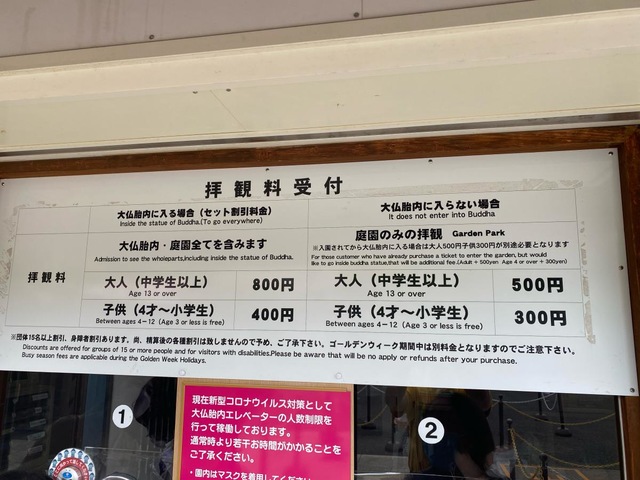 拝観料受付
大仏胎内に入る場合（セット割引料金）
Inside the statue of Buddha.(To go everywhere)
大仏胎内に入らない場合
It does not enter into Buddha
拝観料
大仏胎内・庭園全てを含みます
Admission to see the wholeparts,including inside the statue of Buddha.
庭園のみの拝観 Garden Park
※入園されてから大仏胎内に入る場合は大人500円子供300円が別途必要となります
For those customer who have already purchase a ticket to enter the garden, but would
like to go inside buddha statue,that will be additional fee.(Adult + 500yen Age 4 or over + 300yen)
大人（中学生以上） 800円
Age 13 or over
大人（中学生以上） 500円
Age 13 or over
子供（4才〜小学生） 400円
Between ages 4－12 (Age 3 or less is free)
子供（4才〜小学生） 300円
Between ages 4－12 (Age 3 or less is free)
※団体15名以上割引、身障者割引あります。尚、精算後の各種割引は致しませんので予め、ご了承下さい。ゴールデンウィーク期間中は別料金となりますのでご注意下さい。
Discounts are offered for groups of 15 or more people and for visitors with disabilities.Please be aware that will be no apply or refunds after your purchase.
Busy season fees are applicable during the Golden Week Holidays.
①
②
現在新型コロナウイルス対策として
大仏胎内エレベーターの人数制限を
行って稼働しております。
通常時より若干お時間がかかることを
ご了承ください。
・園内はマスクを着用してください